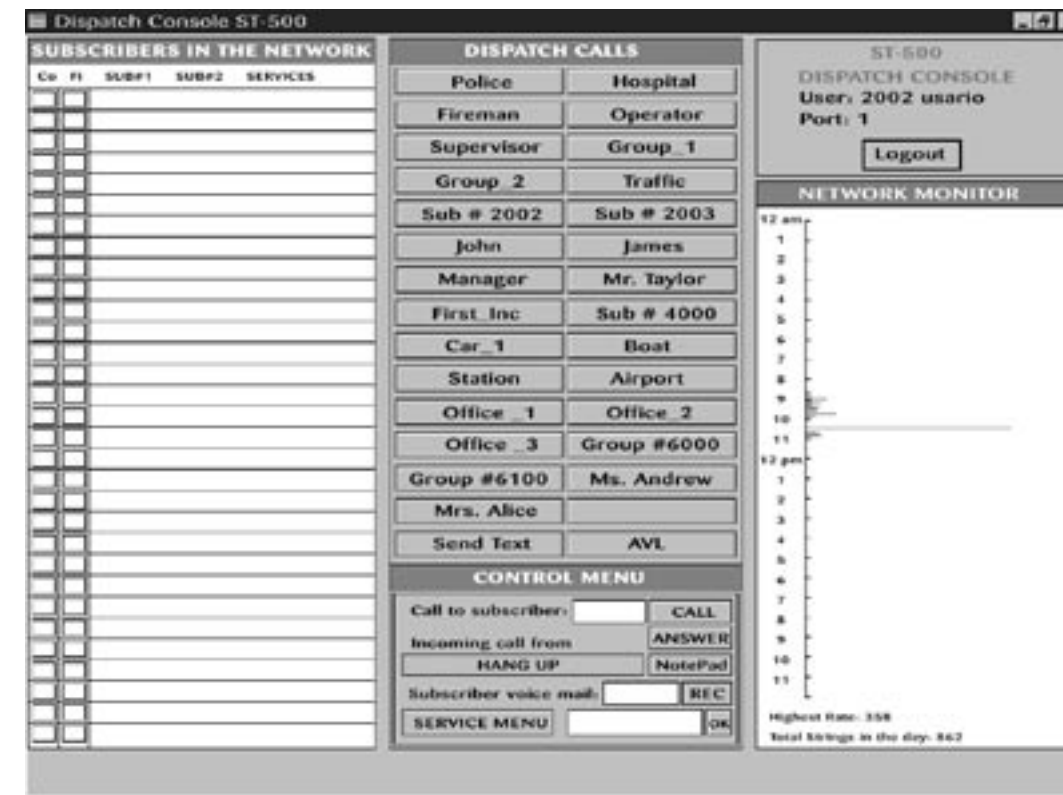 Dispatch Console ST-500
SUBSCRIBERS IN THE NETWORK
Co Fi SUB#1 SUB#2 SERVICES
DISPATCH CALLS
Police Hospital
Fireman Operator
Supervisor Group_1
Group_2 Traffic
Sub # 2002 Sub # 2003
John James
Manager Mr. Taylor
First_Inc Sub # 4000
Car_1 Boat
Station Airport
Office _1 Office_2
Office _3 Group #6000
Group #6100 Ms. Andrew
Mrs. Alice
Send Text AVL
CONTROL MENU
Call to subscriber: CALL
Incoming call from ANSWER
HANG UP NotePad
Subscriber voice mail: REC
SERVICE MENU OK
ST-500
DISPATCH CONSOLE
User: 2002 usario
Port: 1
Logout
NETWORK MONITOR
12 am
1
2
3
4
5
6
7
8
9
10
11
12 pm
1
2
3
4
5
6
7
8
9
10
11
Highest Rate: 358
Total Strings in the day: 862